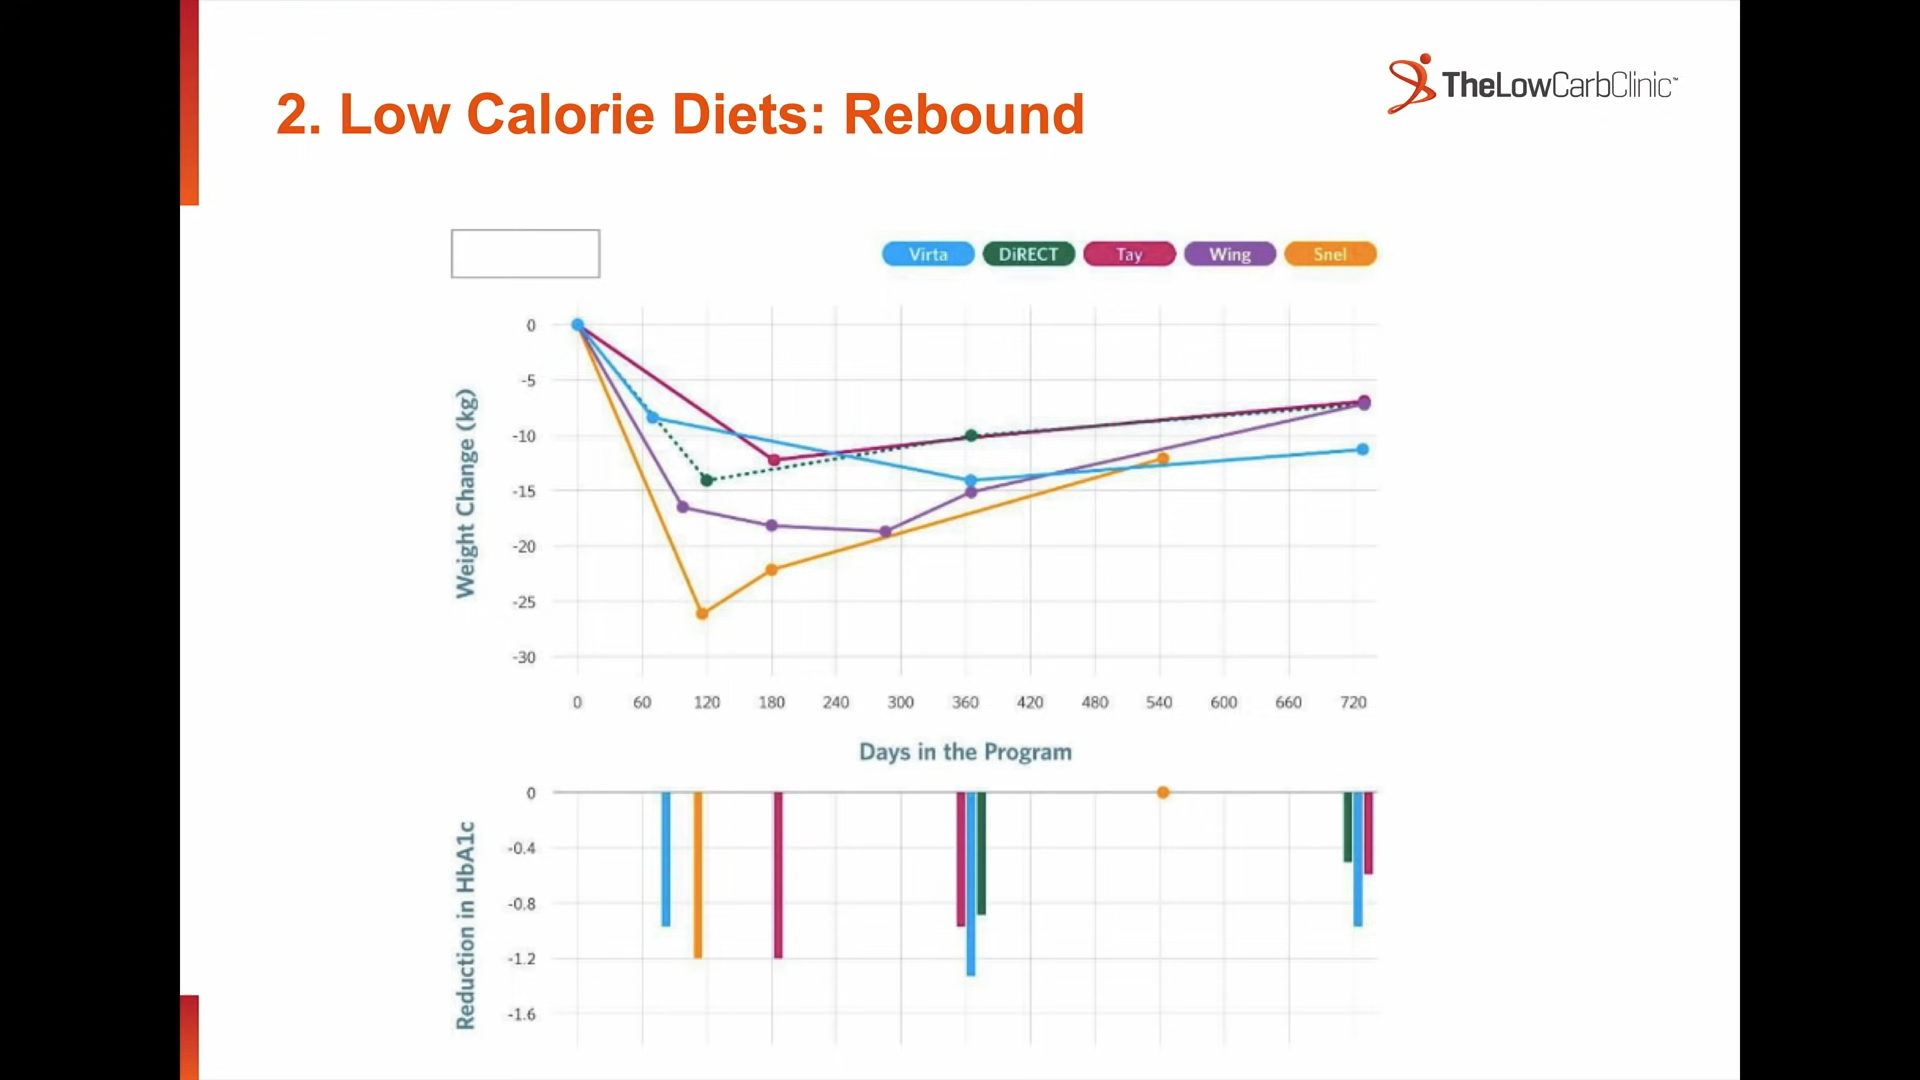 2. Low Calorie Diets: Rebound
TheLowCarbClinic™
Virta DiRECT Tay Wing Snel
Weight Change (kg)
0
-5
-10
-15
-20
-25
-30
0 60 120 180 240 300 360 420 480 540 600 660 720
Days in the Program
Reduction in HbA1c
0
-0.4
-0.8
-1.2
-1.6